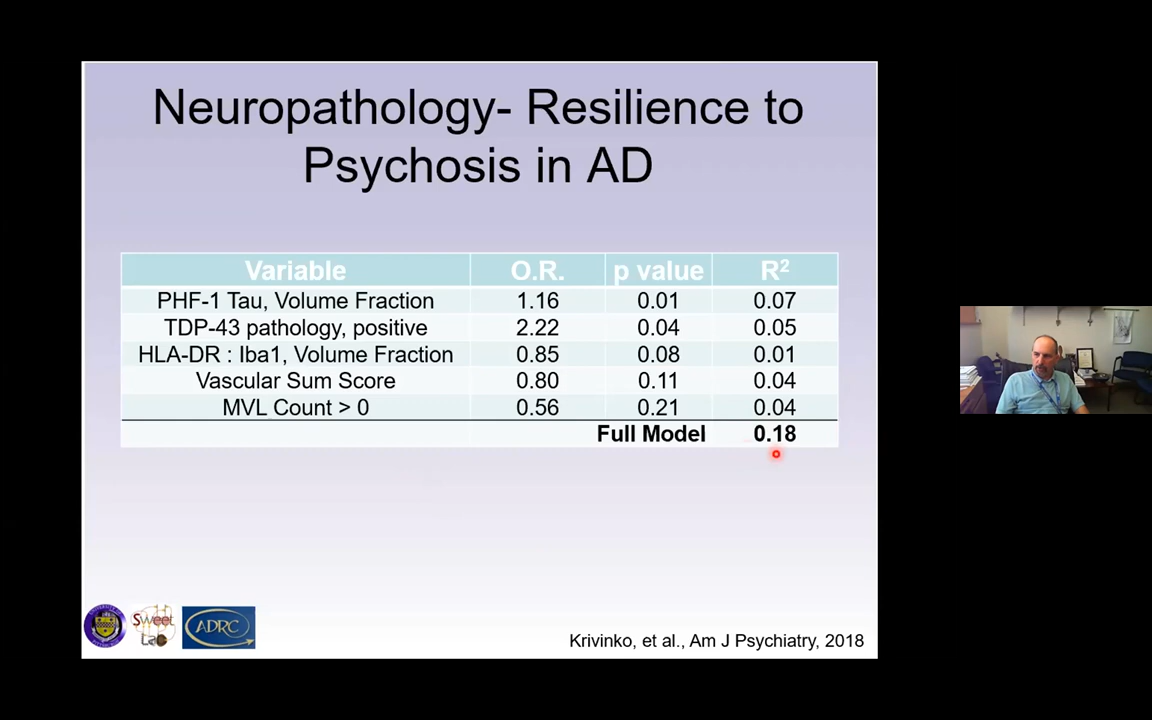 Neuropathology- Resilience to
Psychosis in AD
Variable O.R. p value R²
PHF-1 Tau, Volume Fraction 1.16 0.01 0.07
TDP-43 pathology, positive 2.22 0.04 0.05
HLA-DR : Iba1, Volume Fraction 0.85 0.08 0.01
Vascular Sum Score 0.80 0.11 0.04
MVL Count > 0 0.56 0.21 0.04
Full Model 0.18
Sweet
Lab
ADRC
Krivinko, et al., Am J Psychiatry, 2018